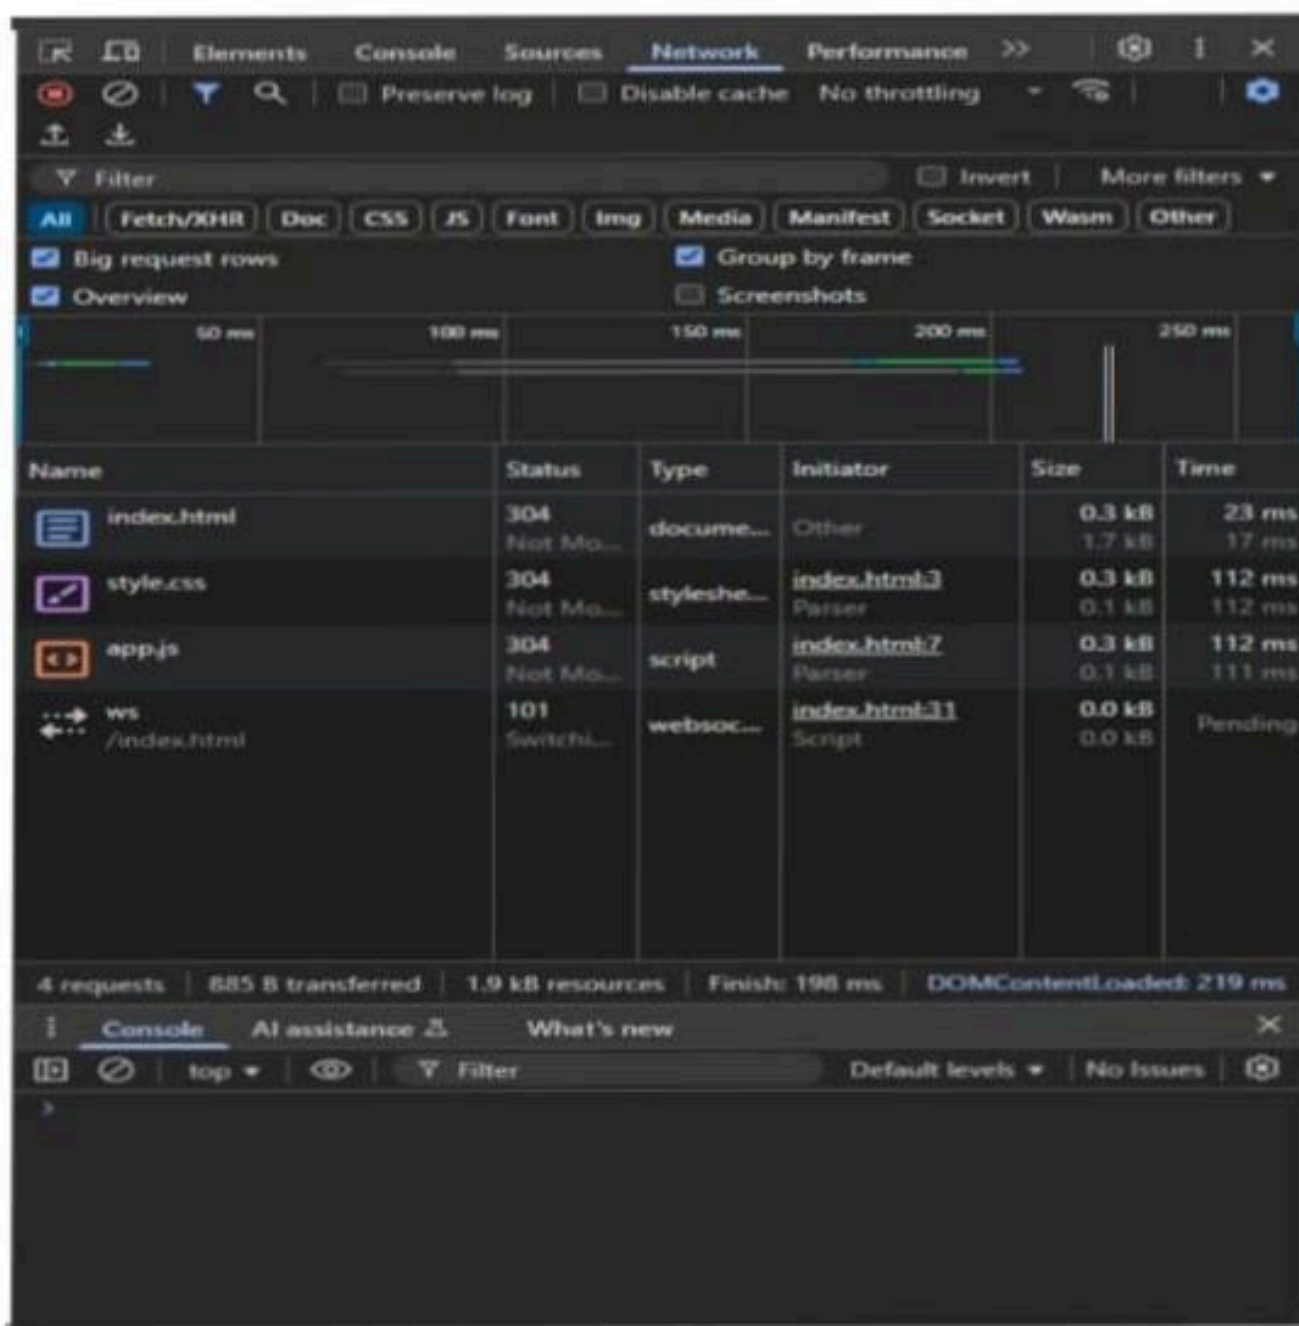 Elements Console Sources Network Performance
Preserve log Disable cache No throttling
Filter Invert More filters
All Fetch/XHR Doc CSS JS Font Img Media Manifest Socket Wasm Other
Big request rows Group by frame
Overview Screenshots
50 ms 100 ms 150 ms 200 ms 250 ms
Name Status Type Initiator Size Time
index.html 304 docume... Other 0.3 kB 23 ms
Not Mo... 1.7 kB 17 ms
style.css 304 styleshe... index.html:3 0.3 kB 112 ms
Not Mo... Parser 0.1 kB 112 ms
app.js 304 script index.html:7 0.3 kB 112 ms
Not Mo... Parser 0.1 kB 111 ms
ws 101 websoc... index.html:31 0.0 kB Pending
/index.html Switchi... Script 0.0 kB
4 requests 885 B transferred 1.9 kB resources Finish: 198 ms DOMContentLoaded: 219 ms
Console AI assistance What's new
top Filter Default levels No Issues